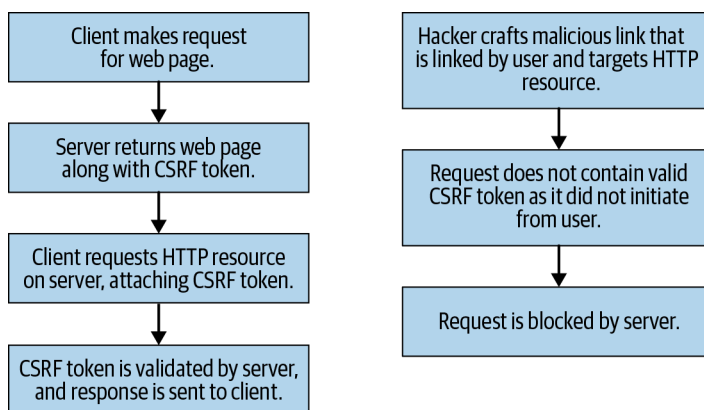 Client makes request
for web page.
Server returns web page
along with CSRF token.
Client requests HTTP resource
on server, attaching CSRF token.
CSRF token is validated by server,
and response is sent to client.
Hacker crafts malicious link that
is linked by user and targets HTTP
resource.
Request does not contain valid
CSRF token as it did not initiate
from user.
Request is blocked by server.